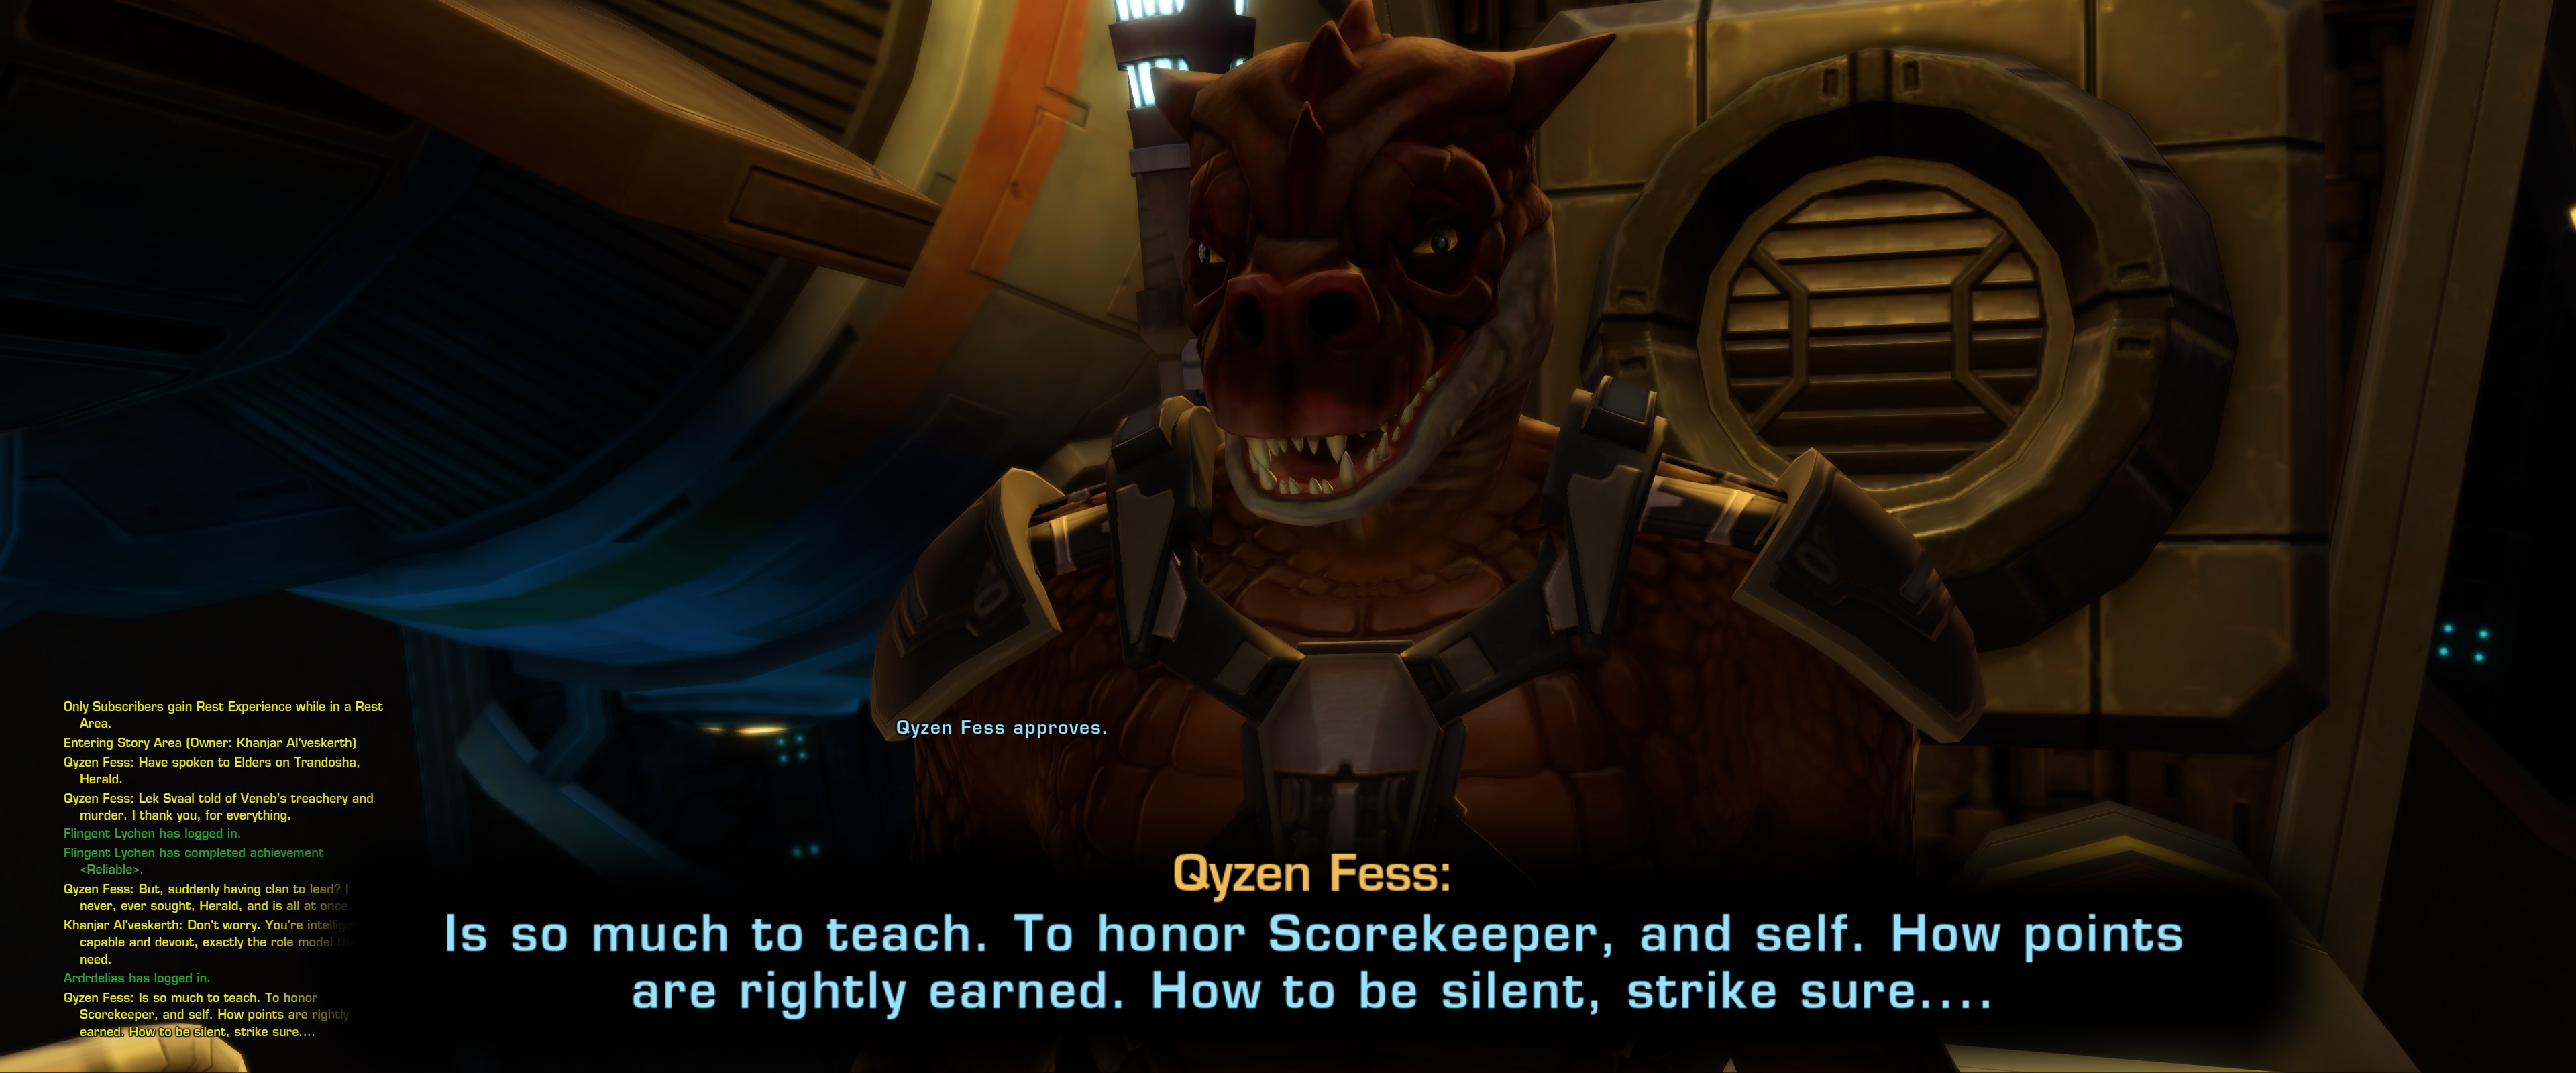 Only Subscribers gain Rest Experience while in a Rest
Area.
Entering Story Area (Owner: Khanjar Al'veskerth)
Qyzen Fess: Have spoken to Elders on Trandosha,
Herald.
Qyzen Fess: Lek Svaal told of Veneb's treachery and
murder. I thank you, for everything.
Flingent Lychen has logged in.
Flingent Lychen has completed achievement
<Reliable>.
Qyzen Fess: But, suddenly having clan to lead? I
never, ever sought, Herald, and is all at once.
Khanjar Al'veskerth: Don't worry. You're
capable and devout, exactly the role model
need.
Ardrdelias has logged in.
Qyzen Fess: Is so much to teach. To honor
Scorekeeper, and self. How points are rightly
earned. How to be silent, strike sure....
Qyzen Fess approves.
Qyzen Fess:
Is so much to teach. To honor Scorekeeper, and self. How points
are rightly earned. How to be silent, strike sure....